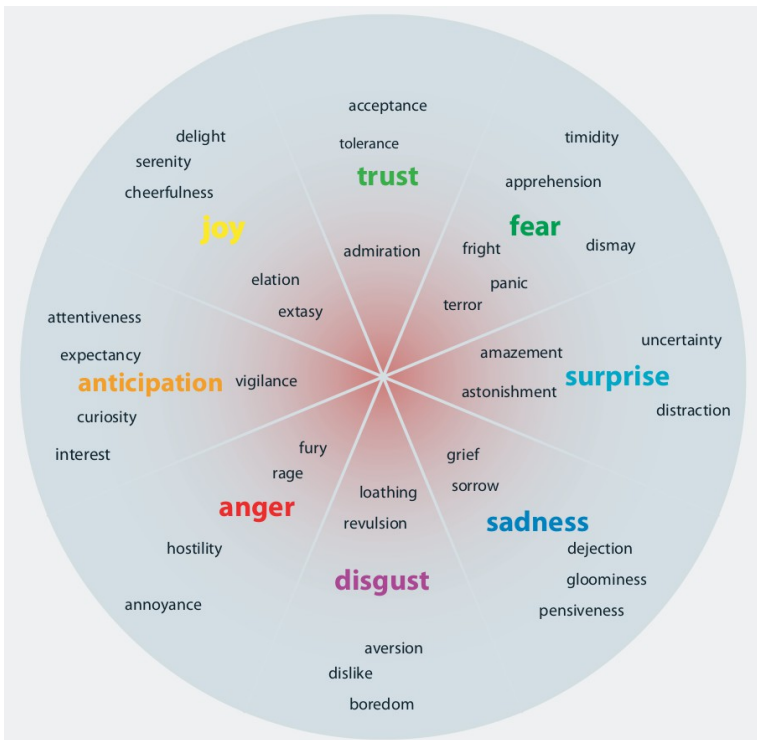 acceptance
tolerance
trust
admiration
timidity
apprehension
fear
fright
dismay
panic
terror
uncertainty
amazement
surprise
astonishment
distraction
grief
sorrow
sadness
dejection
gloominess
pensiveness
loathing
revulsion
disgust
aversion
dislike
boredom
fury
rage
anger
hostility
annoyance
attentiveness
expectancy
anticipation
vigilance
curiosity
interest
delight
serenity
cheerfulness
joy
elation
extasy